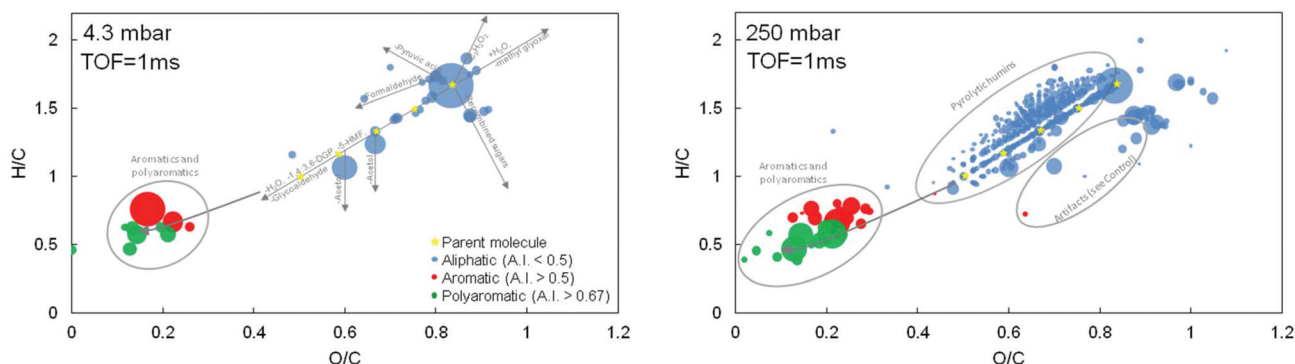 4.3 mbar
TOF=1ms
H/C
2
1.5
1
0.5
0
0
0.2
0.4
0.6
0.8
1
1.2
O/C
-Pyruvic acid
-Formaldehyde
+H₂O,
-methyl glyoxal
Recombined sugars
-H₂O -1,4:3,6-DGP -5-HMF
-Glycoaldehyde
-Acetol
-Acetol
Aromatics and
polyaromatics
Parent molecule
Aliphatic (A.I. < 0.5)
Aromatic (A.I. > 0.5)
Polyaromatic (A.I. > 0.67)
250 mbar
TOF=1ms
H/C
2
1.5
1
0.5
0
0
0.2
0.4
0.6
0.8
1
1.2
O/C
Pyrolytic humins
Aromatics and
polyaromatics
Artifacts (see Control)